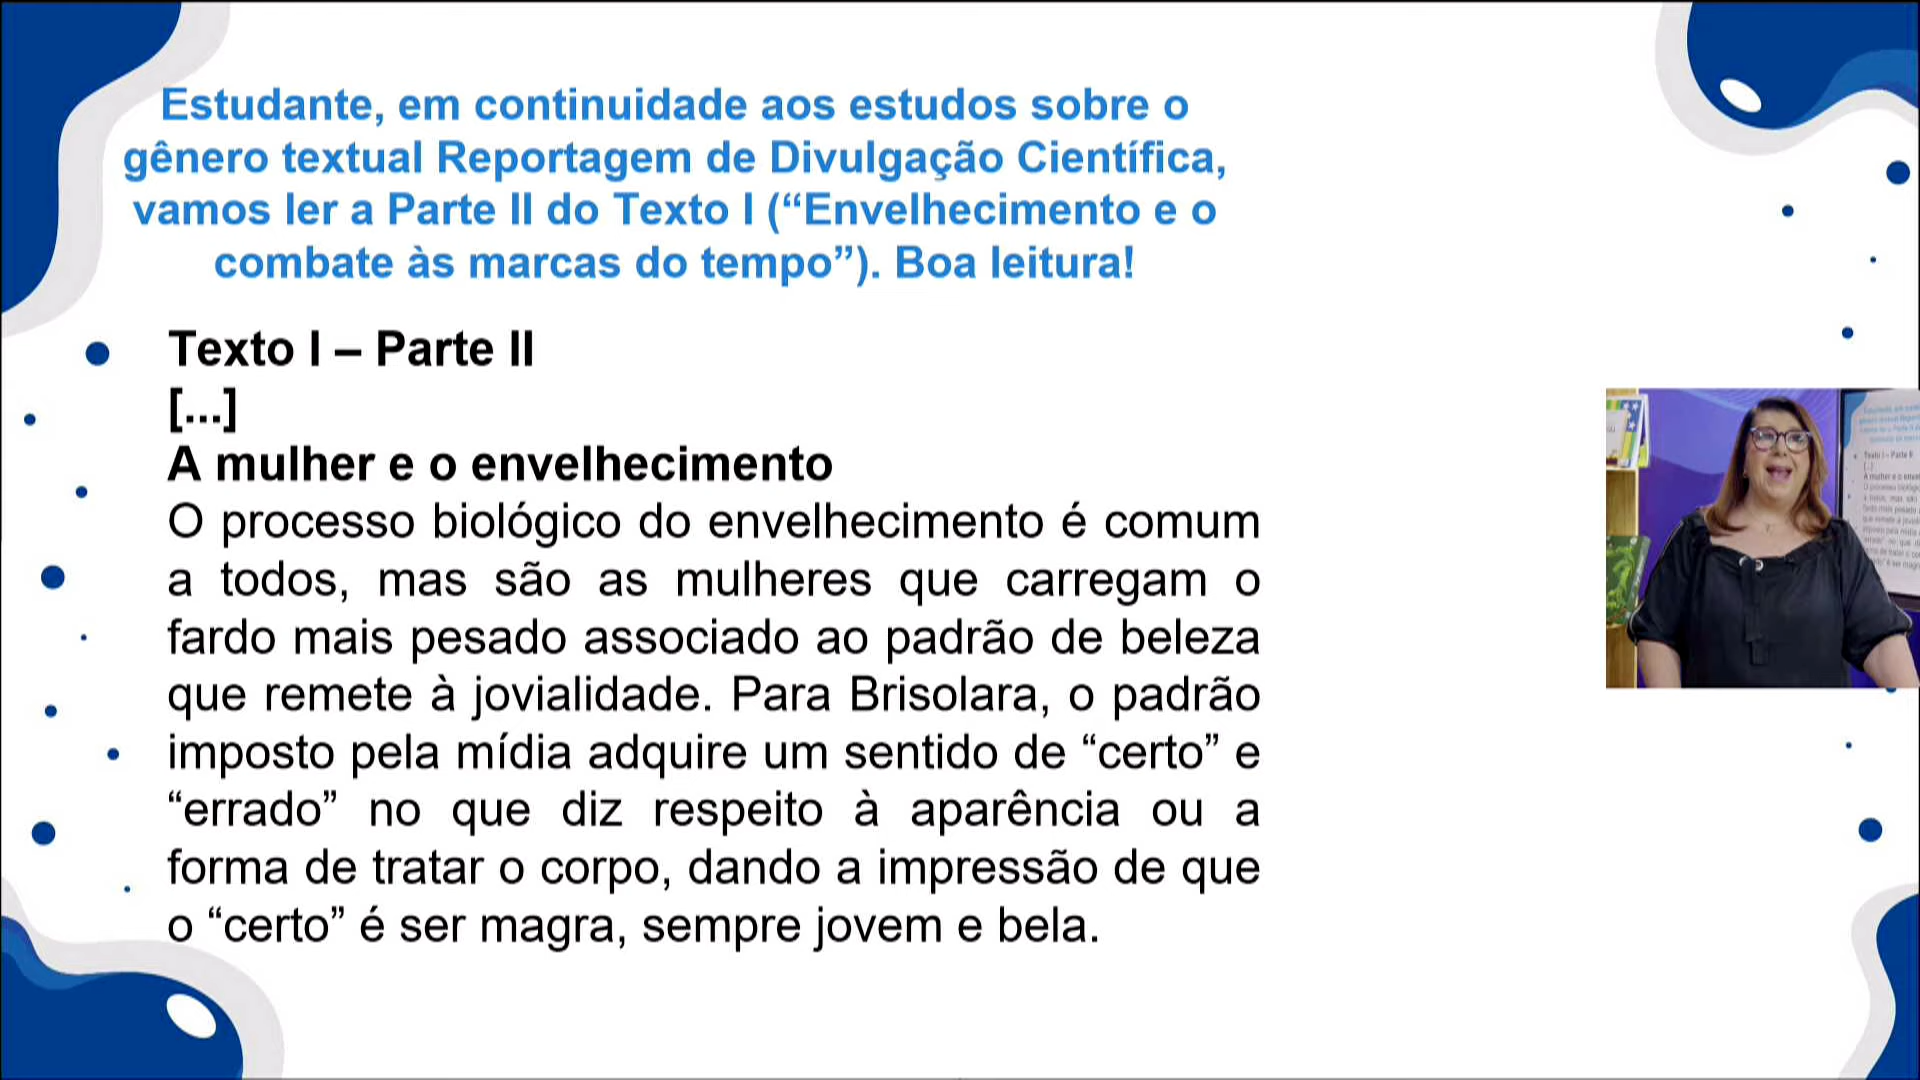 Estudante, em continuidade aos estudos sobre o
gênero textual Reportagem de Divulgação Científica,
vamos ler a Parte II do Texto I (“Envelhecimento e o
combate às marcas do tempo”). Boa leitura!
Texto I – Parte II
[...]
A mulher e o envelhecimento
O processo biológico do envelhecimento é comum
a todos, mas são as mulheres que carregam o
fardo mais pesado associado ao padrão de beleza
que remete à jovialidade. Para Brisolara, o padrão
imposto pela mídia adquire um sentido de “certo” e
“errado” no que diz respeito à aparência ou a
forma de tratar o corpo, dando a impressão de que
o “certo” é ser magra, sempre jovem e bela.